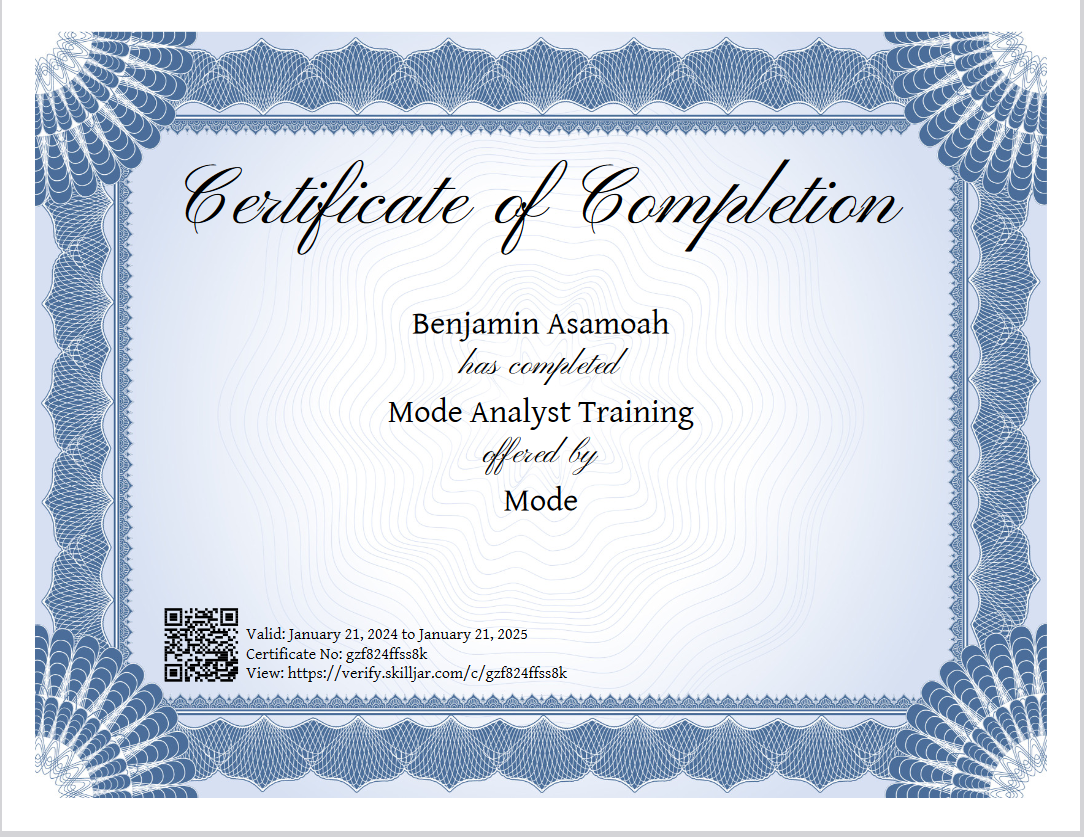 Certificate of Completion
Benjamin Asamoah
has completed
Mode Analyst Training
offered by
Mode
Valid: January 21, 2024 to January 21, 2025
Certificate No: gzf824ffss8k
View: https://verify.skilljar.com/c/gzf824ffss8k